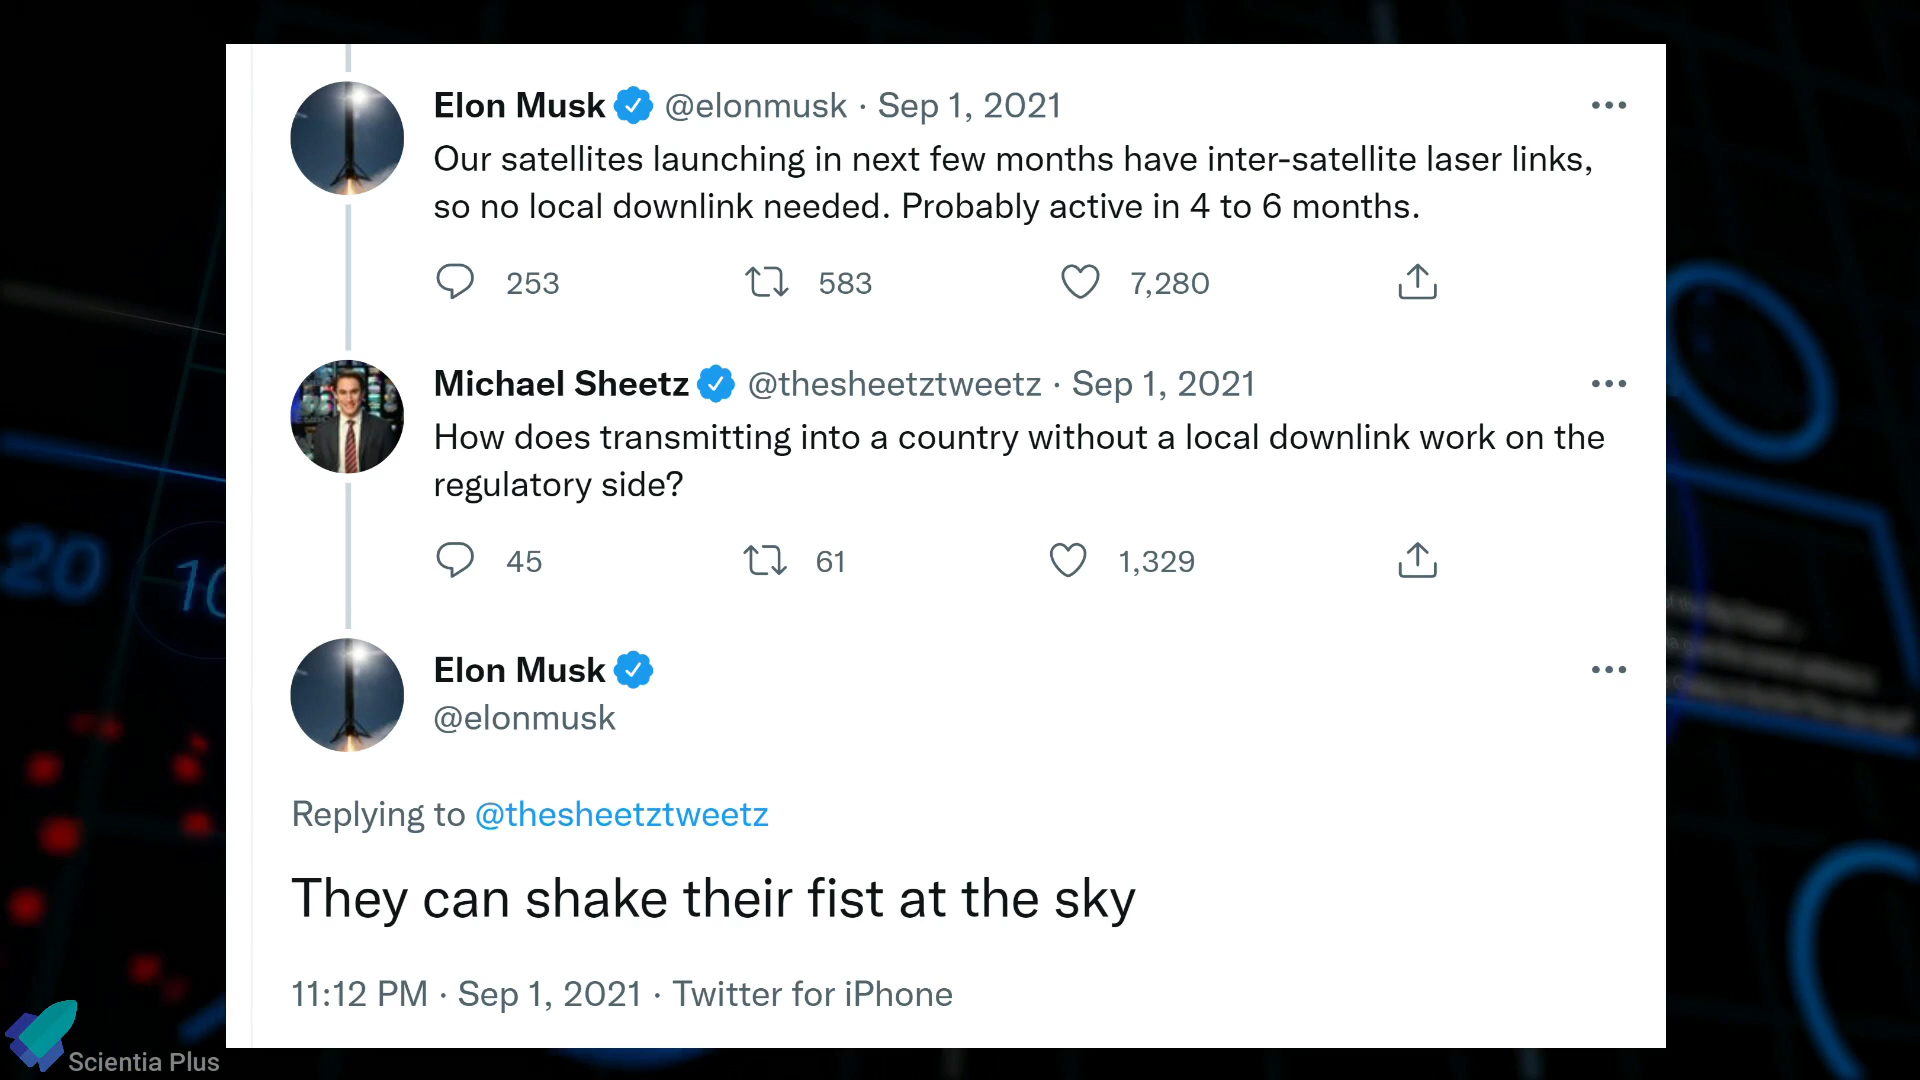 Elon Musk @elonmusk · Sep 1, 2021
Our satellites launching in next few months have inter-satellite laser links,
so no local downlink needed. Probably active in 4 to 6 months.
253 583 7,280
Michael Sheetz @thesheetztweetz · Sep 1, 2021
How does transmitting into a country without a local downlink work on the
regulatory side?
45 61 1,329
Elon Musk
@elonmusk
Replying to @thesheetztweetz
They can shake their fist at the sky
11:12 PM · Sep 1, 2021 · Twitter for iPhone
20
10
Scientia Plus